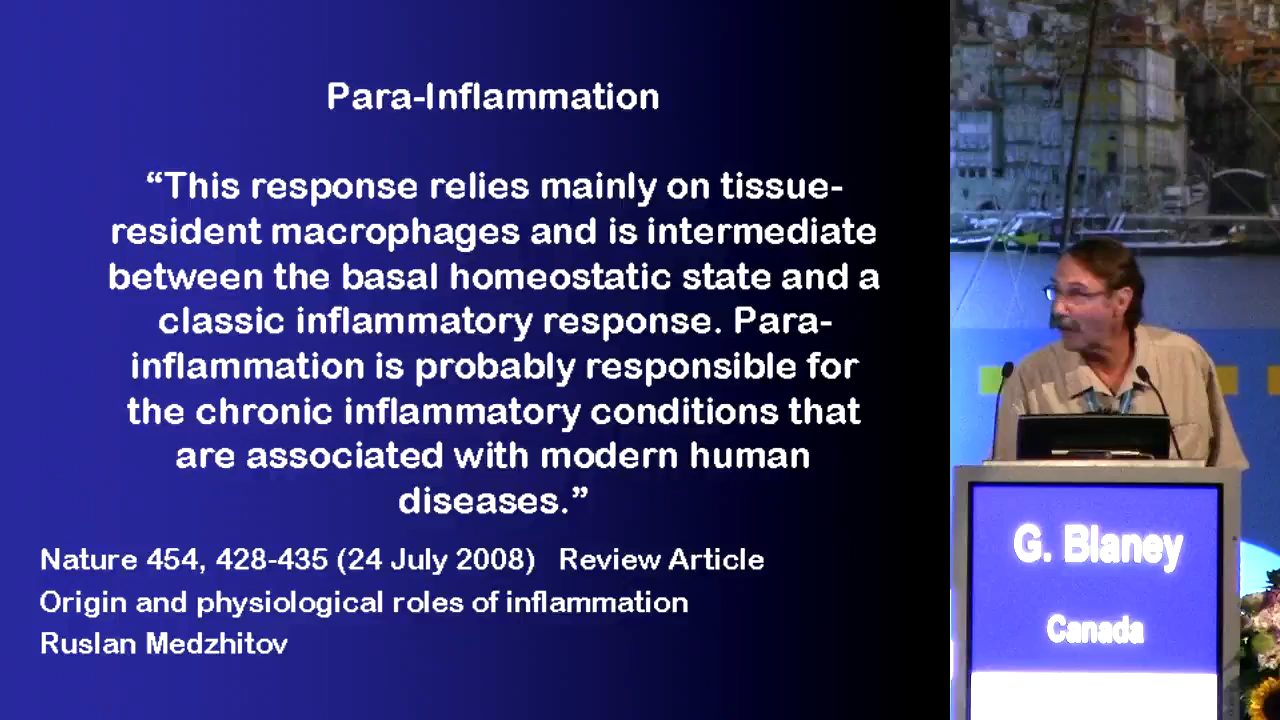 Para-Inflammation
“This response relies mainly on tissue-
resident macrophages and is intermediate
between the basal homeostatic state and a
classic inflammatory response. Para-
inflammation is probably responsible for
the chronic inflammatory conditions that
are associated with modern human
diseases.”
Nature 454, 428-435 (24 July 2008) Review Article
Origin and physiological roles of inflammation
Ruslan Medzhitov
G. Blaney
Canada